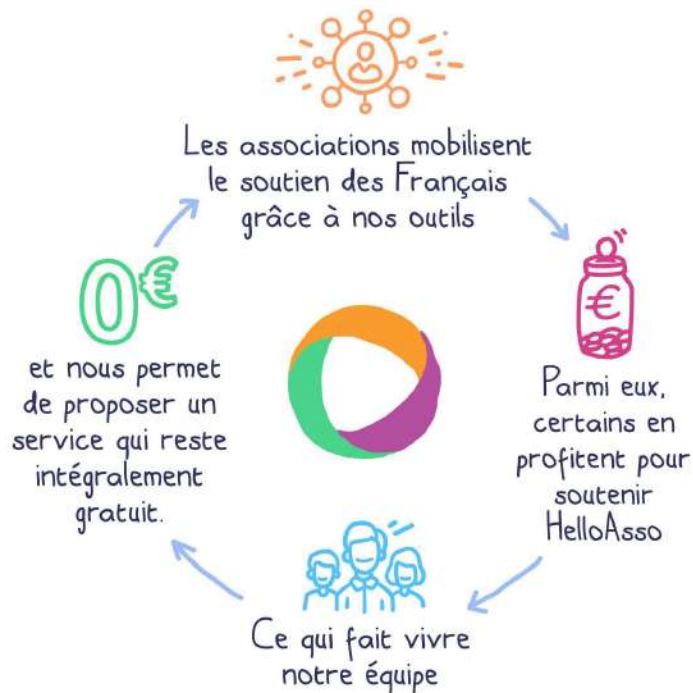 Les associations mobilisent
le soutien des Français
grâce à nos outils
Parmi eux,
certains en
profitent pour
soutenir
HelloAsso
Ce qui fait vivre
notre équipe
0€
et nous permet
de proposer un
service qui reste
intégralement
gratuit.
€